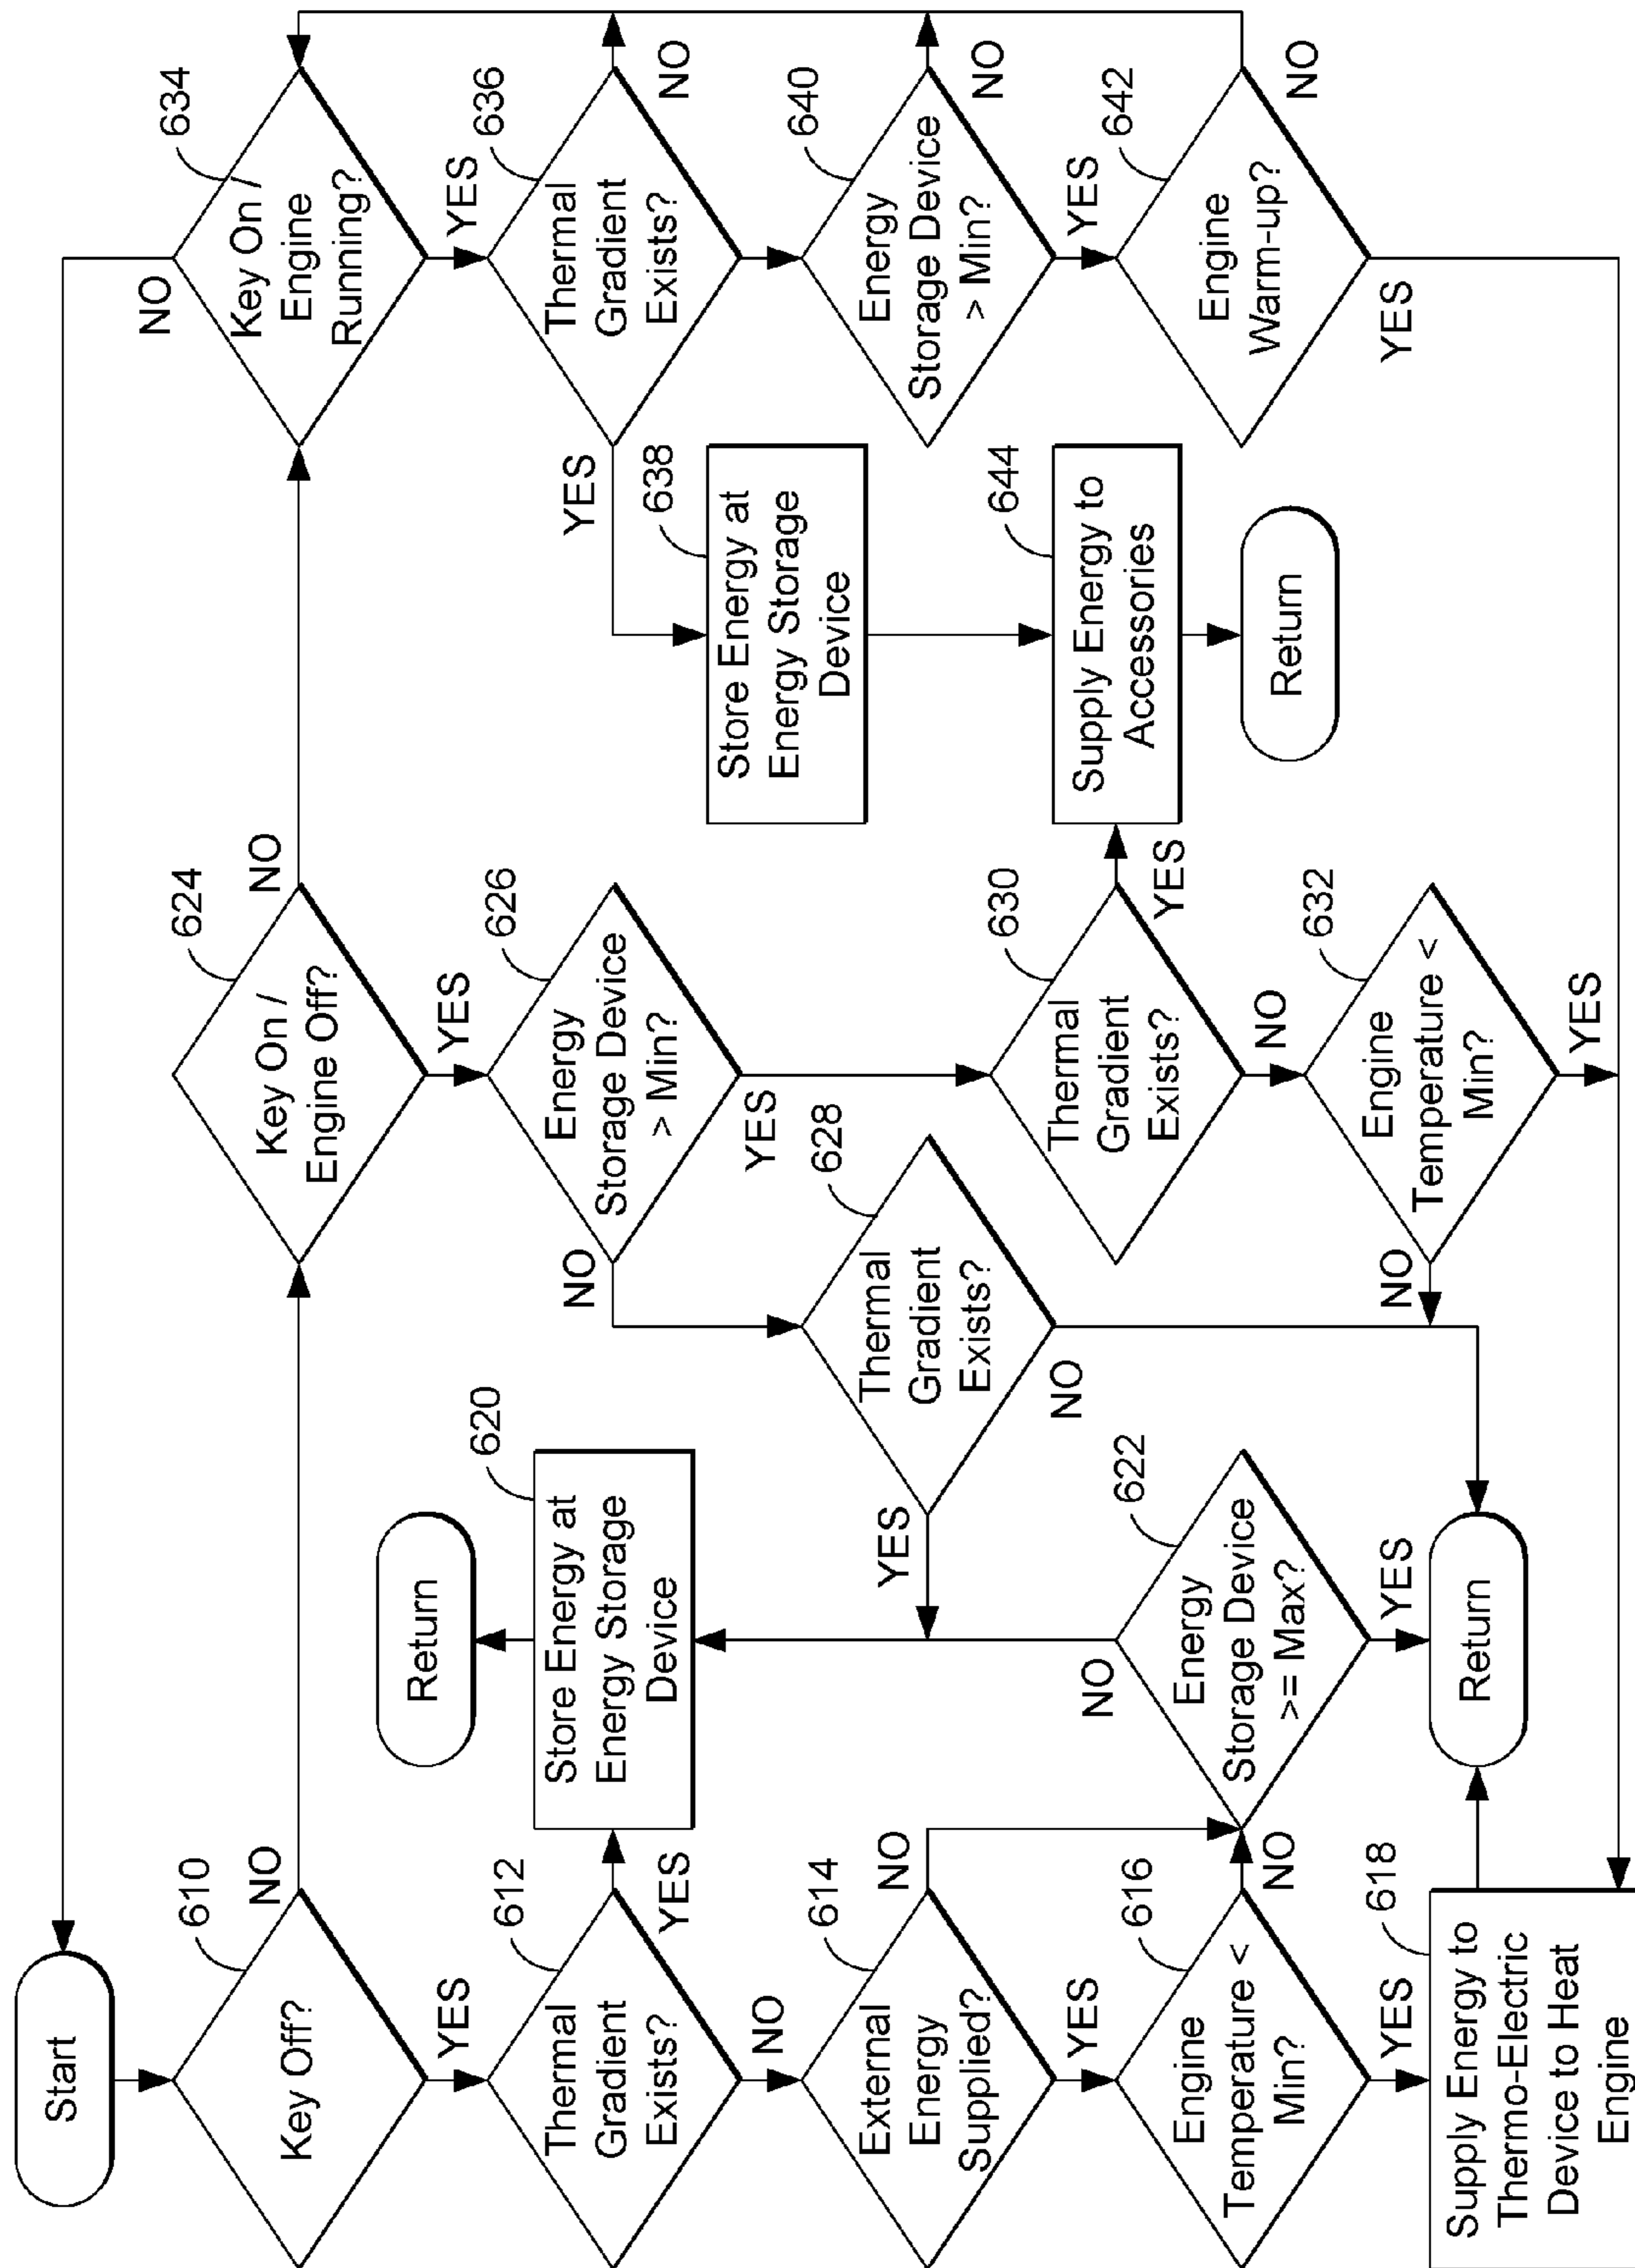 Start
610
Key Off?
NO
YES
612
Thermal
Gradient
Exists?
YES
NO
614
External
Energy
Supplied?
NO
YES
616
Engine
Temperature <
Min?
NO
YES
618
Supply Energy to
Thermo-Electric
Device to Heat
Engine
Return
620
Store Energy at
Energy Storage
Device
622
Energy
Storage Device
>= Max?
NO
YES
Return
624
Key On /
Engine Off?
NO
YES
626
Energy
Storage Device
> Min?
NO
YES
628
Thermal
Gradient
Exists?
YES
NO
630
Thermal
Gradient
Exists?
YES
NO
632
Engine
Temperature <
Min?
NO
YES
634
Key On /
Engine
Running?
NO
YES
636
Thermal
Gradient
Exists?
YES
NO
638
Store Energy at
Energy Storage
Device
640
Energy
Storage Device
> Min?
NO
YES
642
Engine
Warm-up?
NO
YES
644
Supply Energy to
Accessories
Return